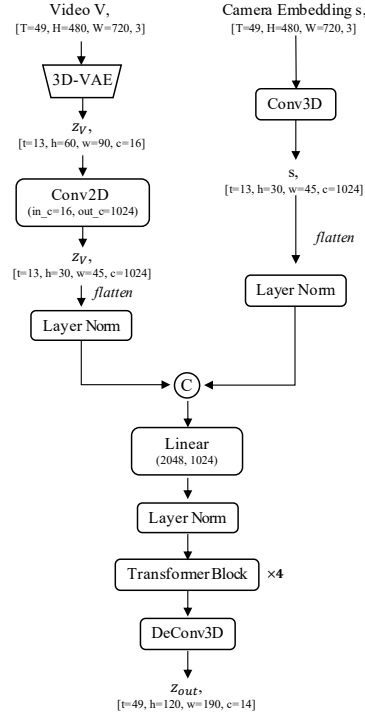 Video V,
[T=49, H=480, W=720, 3]
3D-VAE
z_V,
[t=13, h=60, w=90, c=16]
Conv2D
(in_c=16, out_c=1024)
z_V,
[t=13, h=30, w=45, c=1024]
flatten
Layer Norm
Camera Embedding s,
[T=49, H=480, W=720, 3]
Conv3D
s,
[t=13, h=30, w=45, c=1024]
flatten
Layer Norm
C
Linear
(2048, 1024)
Layer Norm
Transformer Block ×4
DeConv3D
z_out,
[t=49, h=120, w=190, c=14]